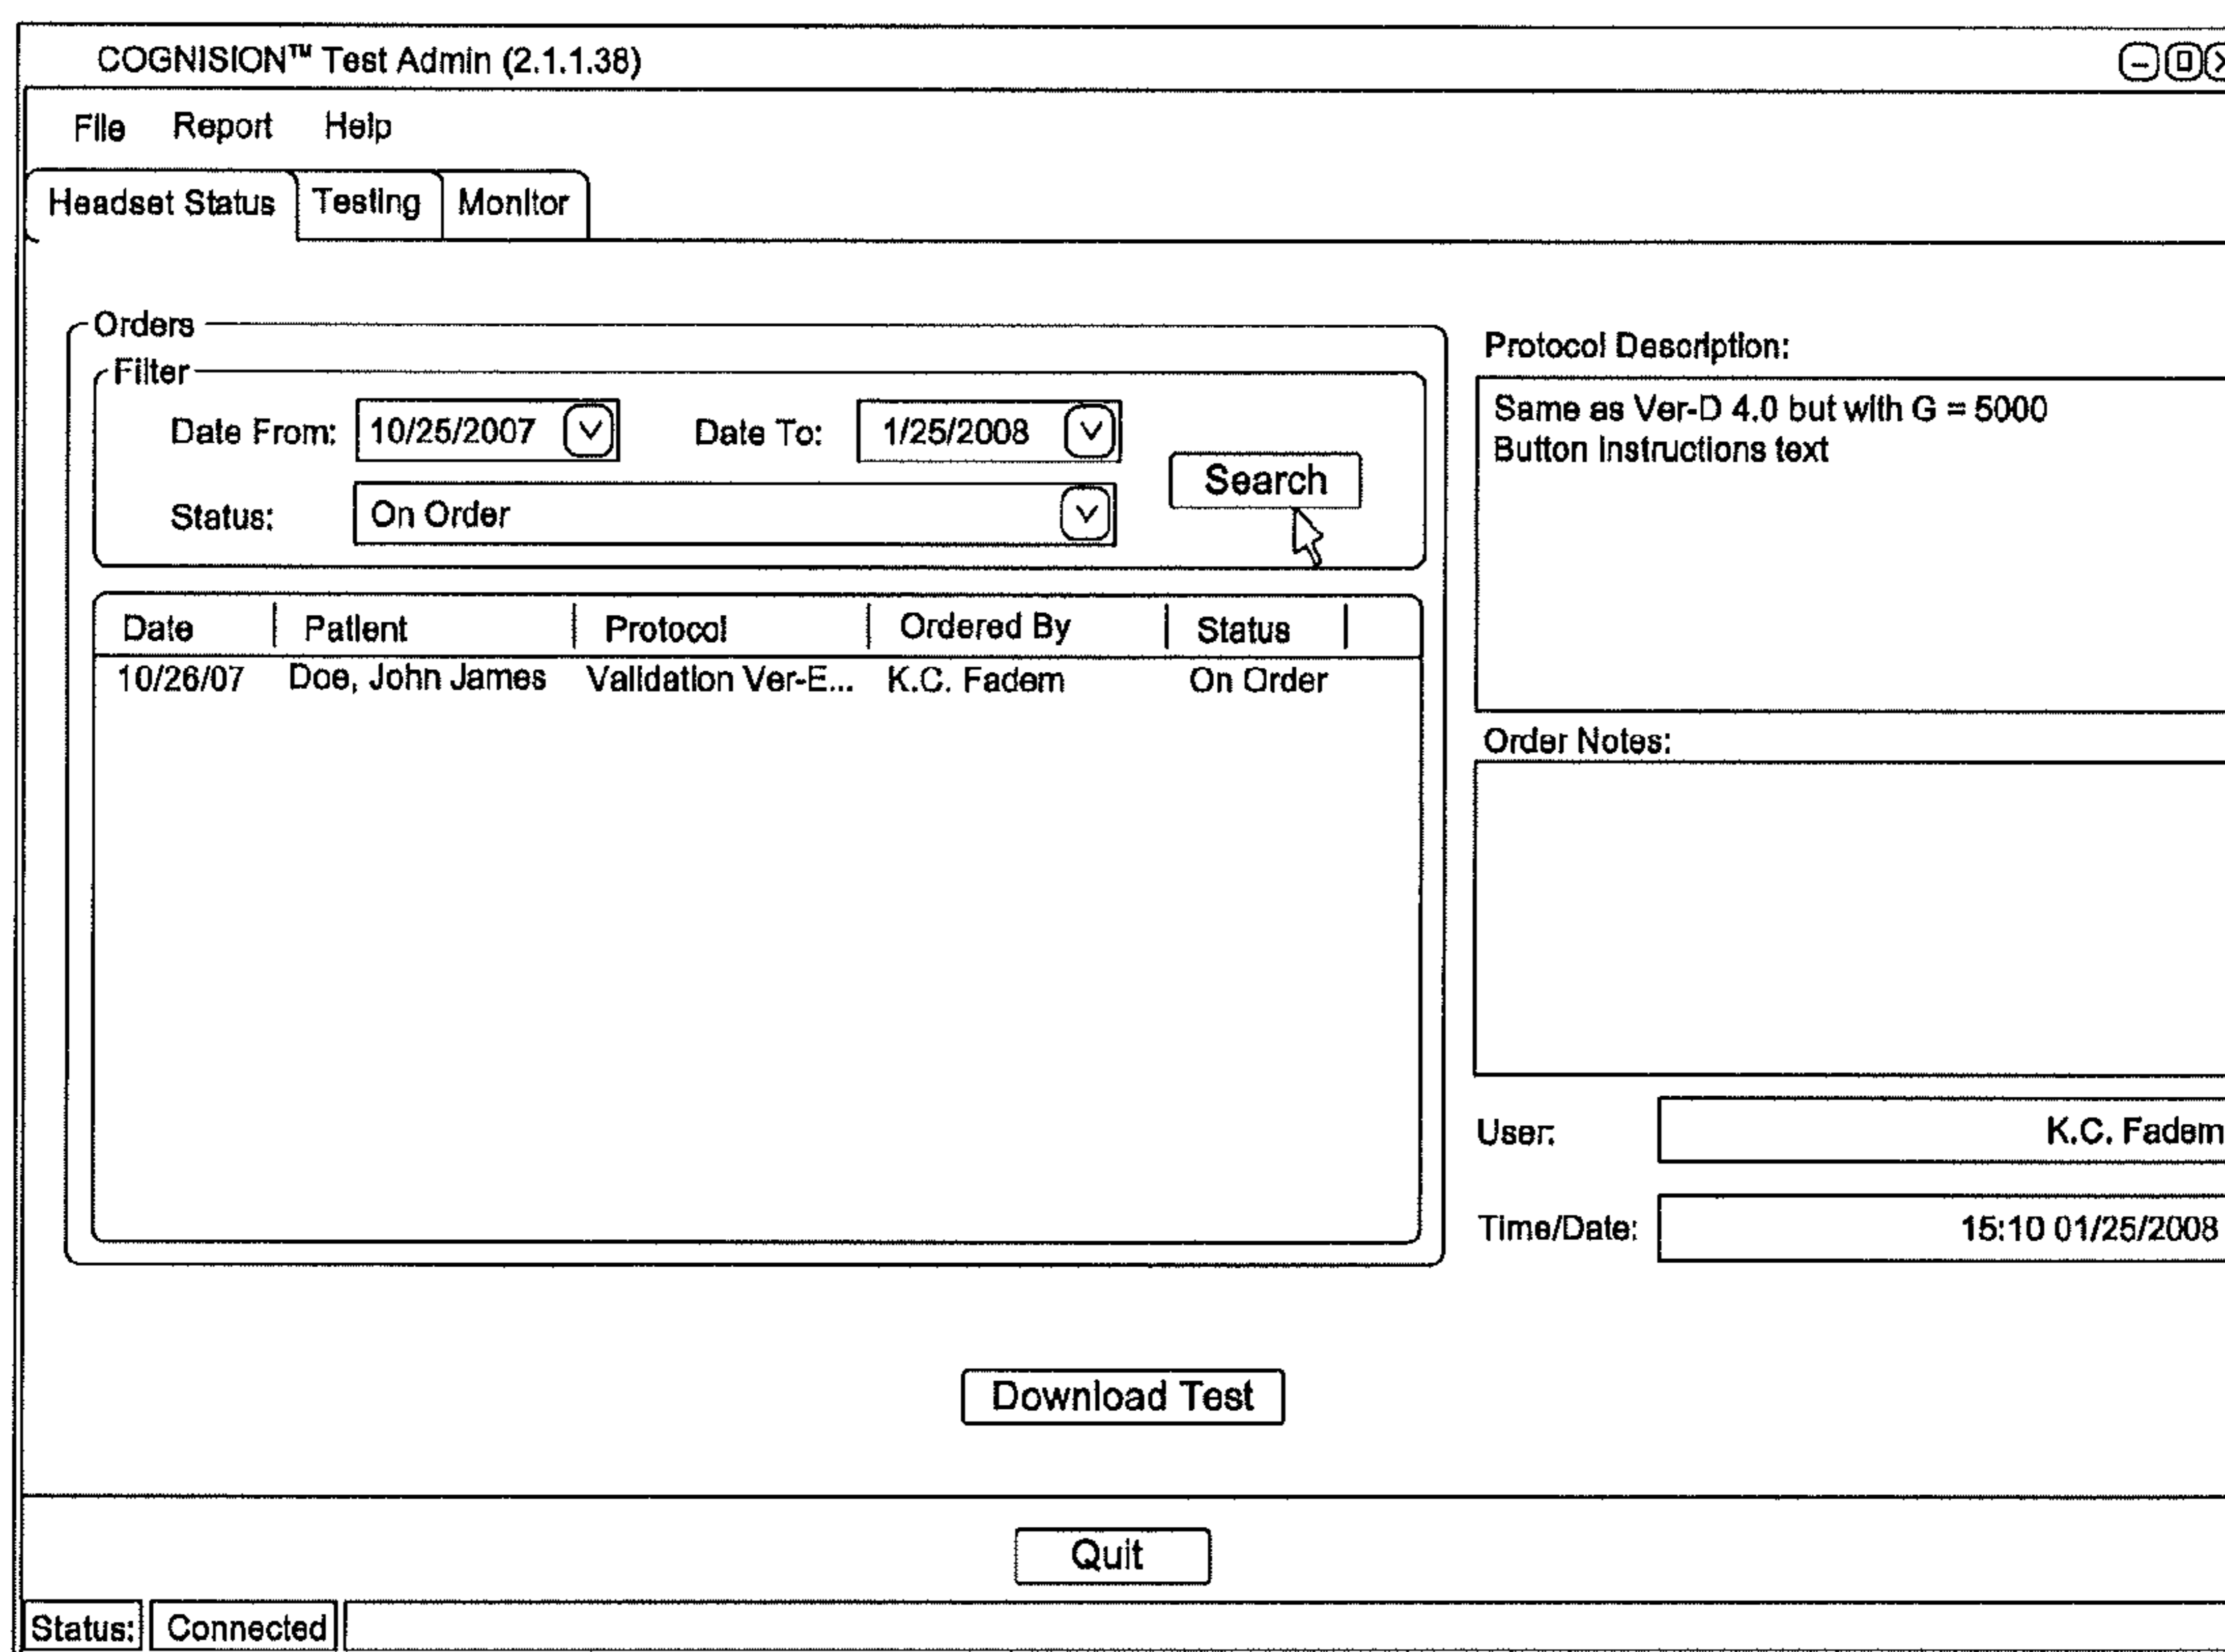 COGNISION™ Test Admin (2.1.1.38)
File Report Help
Headset Status Testing Monitor
Orders
Filter
Date From: 10/25/2007 Date To: 1/25/2008
Search
Status: On Order
Date Patient Protocol Ordered By Status
10/26/07 Doe, John James Validation Ver-E... K.C. Fadem On Order
Protocol Description:
Same as Ver-D 4.0 but with G = 5000
Button Instructions text
Order Notes:
User: K.C. Fadem
Time/Date: 15:10 01/25/2008
Download Test
Quit
Status: Connected